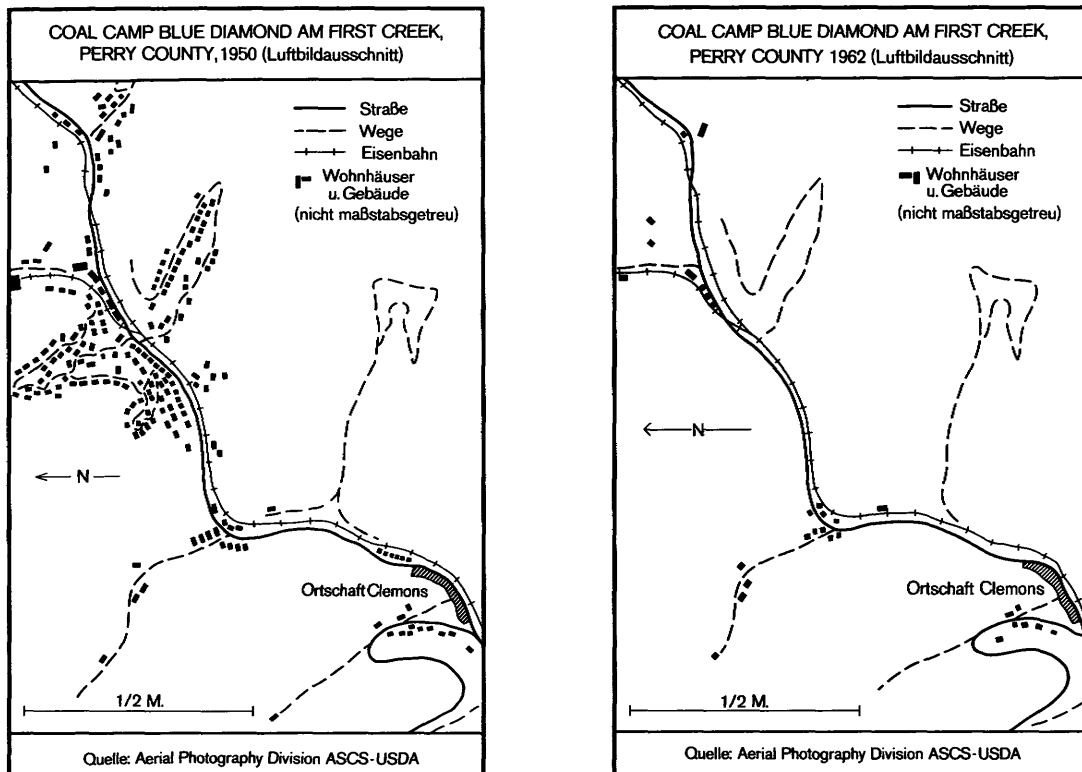 COAL CAMP BLUE DIAMOND AM FIRST CREEK,
PERRY COUNTY, 1950 (Luftbildausschnitt)
Straße
Wege
Eisenbahn
Wohnhäuser
u. Gebäude
(nicht maßstabsgetreu)
N
Ortschaft Clemons
1/2 M.
Quelle: Aerial Photography Division ASCS-USDA
COAL CAMP BLUE DIAMOND AM FIRST CREEK,
PERRY COUNTY 1962 (Luftbildausschnitt)
Straße
Wege
Eisenbahn
Wohnhäuser
u. Gebäude
(nicht maßstabsgetreu)
N
Ortschaft Clemons
1/2 M.
Quelle: Aerial Photography Division ASCS-USDA